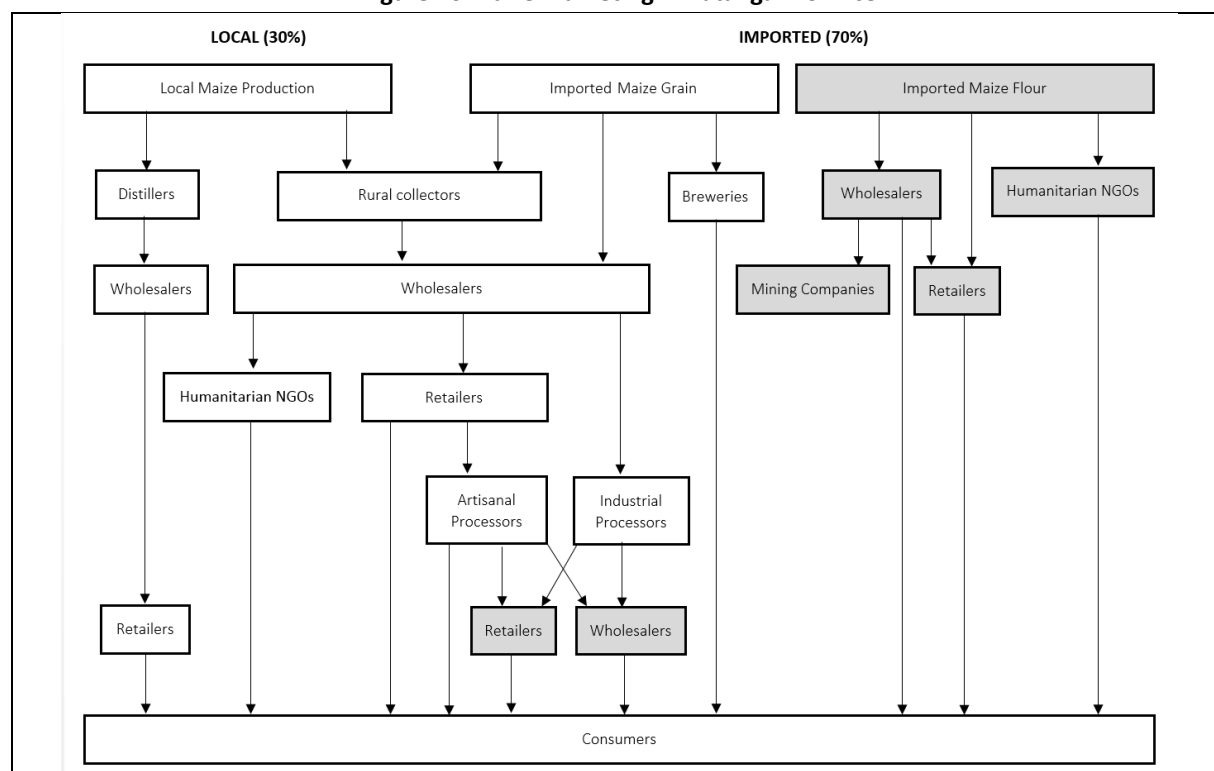 LOCAL (30%)
IMPORTED (70%)
Local Maize Production
Imported Maize Grain
Imported Maize Flour
Distillers
Rural collectors
Breweries
Wholesalers
Humanitarian NGOs
Wholesalers
Wholesalers
Mining Companies
Retailers
Humanitarian NGOs
Retailers
Artisanal
Processors
Industrial
Processors
Retailers
Retailers
Wholesalers
Consumers